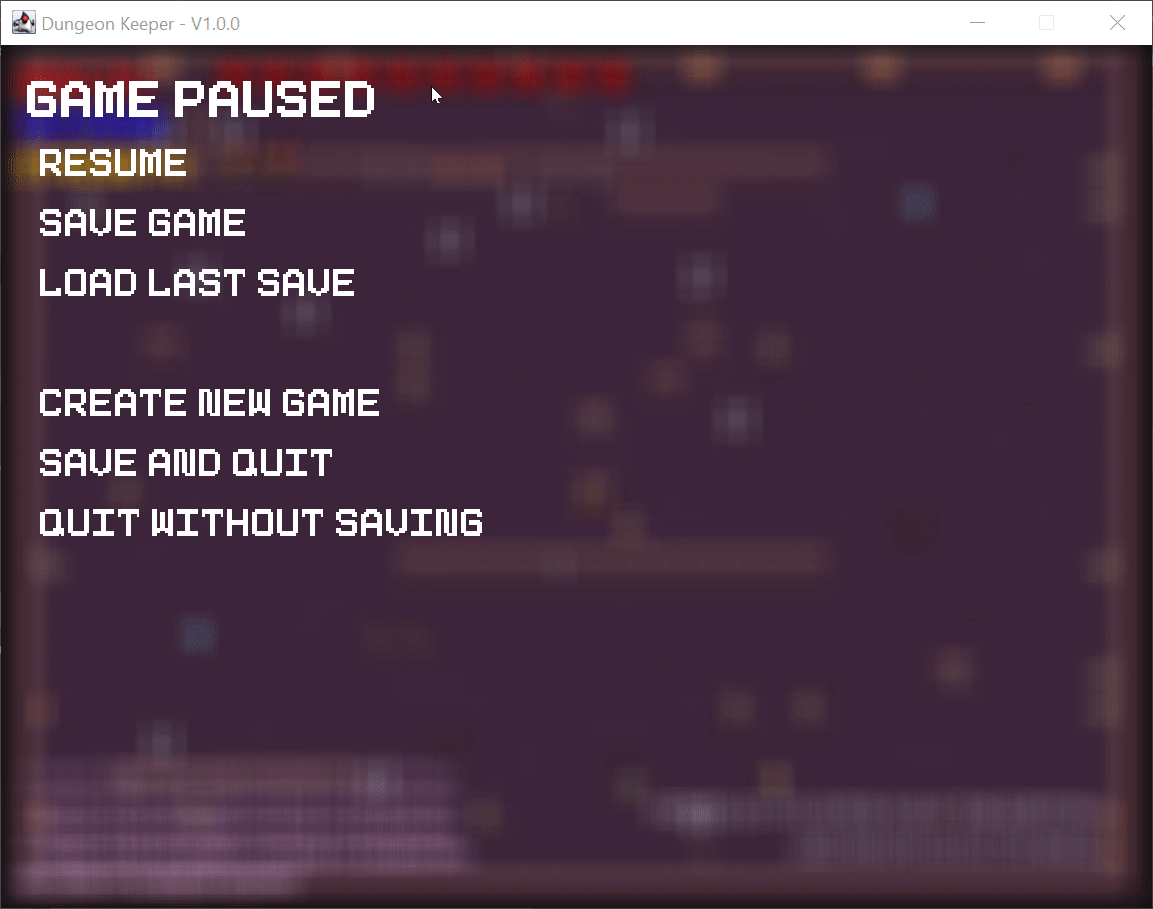 Dungeon Keeper - V1.0.0
GAME PAUSED
RESUME
SAVE GAME
LOAD LAST SAVE
CREATE NEW GAME
SAVE AND QUIT
QUIT WITHOUT SAVING